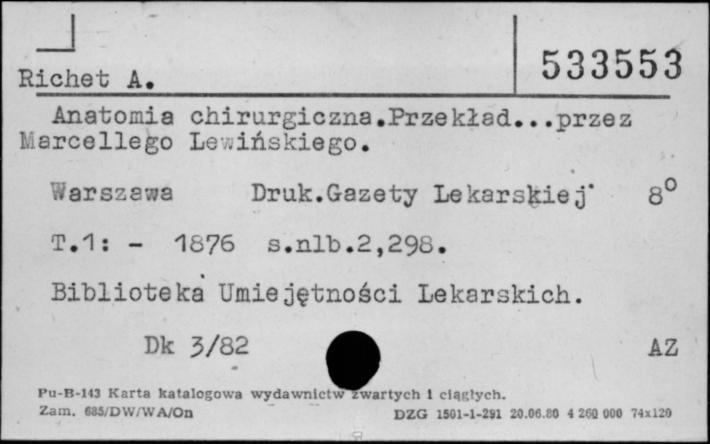 533553
Richet A.
Anatomia chirurgiczna.Przekład...przez
Marcellego Lewińskiego.
Warszawa Druk.Gazety Lekarskiej 8°
T.1: - 1876 s.nlb.2,298.
Biblioteka Umiejętności Lekarskich.
Dk 3/82 AZ
Pu-B-143 Karta katalogowa wydawnictw zwartych i ciągłych.
Zam. 685/DW/WA/On DZG 1501-1-291 20.06.80 4 260 000 74x120